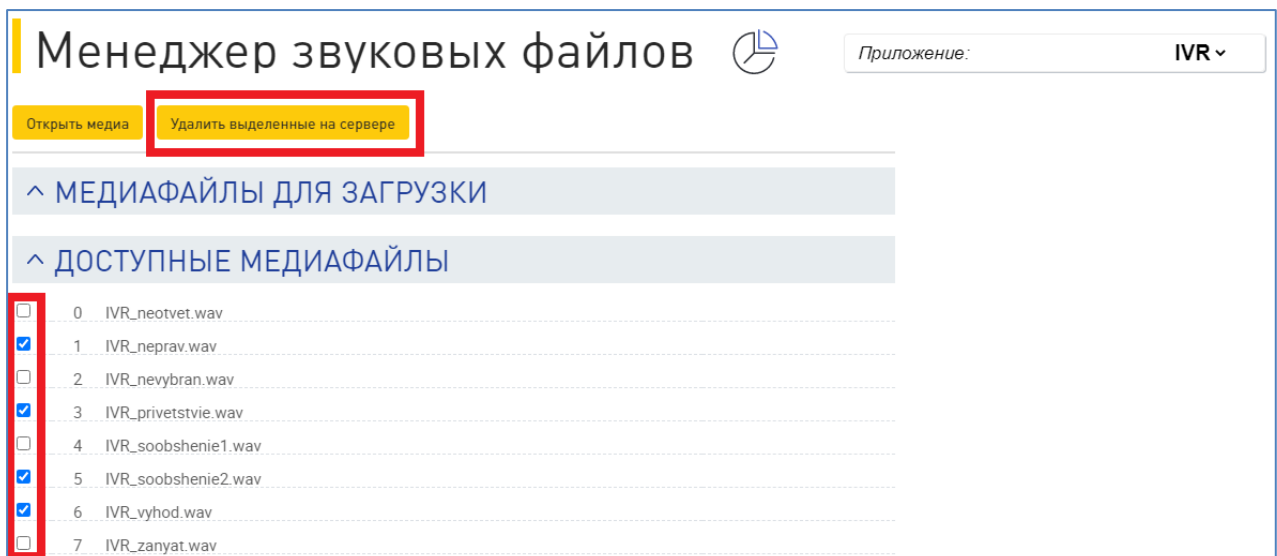 Менеджер звуковых файлов
Приложение: IVR
Открыть медиа Удалить выделенные на сервере
МЕДИАФАЙЛЫ ДЛЯ ЗАГРУЗКИ
ДОСТУПНЫЕ МЕДИАФАЙЛЫ
0 IVR_neotvet.wav
1 IVR_neprav.wav
2 IVR_nevybran.wav
3 IVR_privetstvie.wav
4 IVR_soobshenie1.wav
5 IVR_soobshenie2.wav
6 IVR_vyhod.wav
7 IVR_zanyat.wav